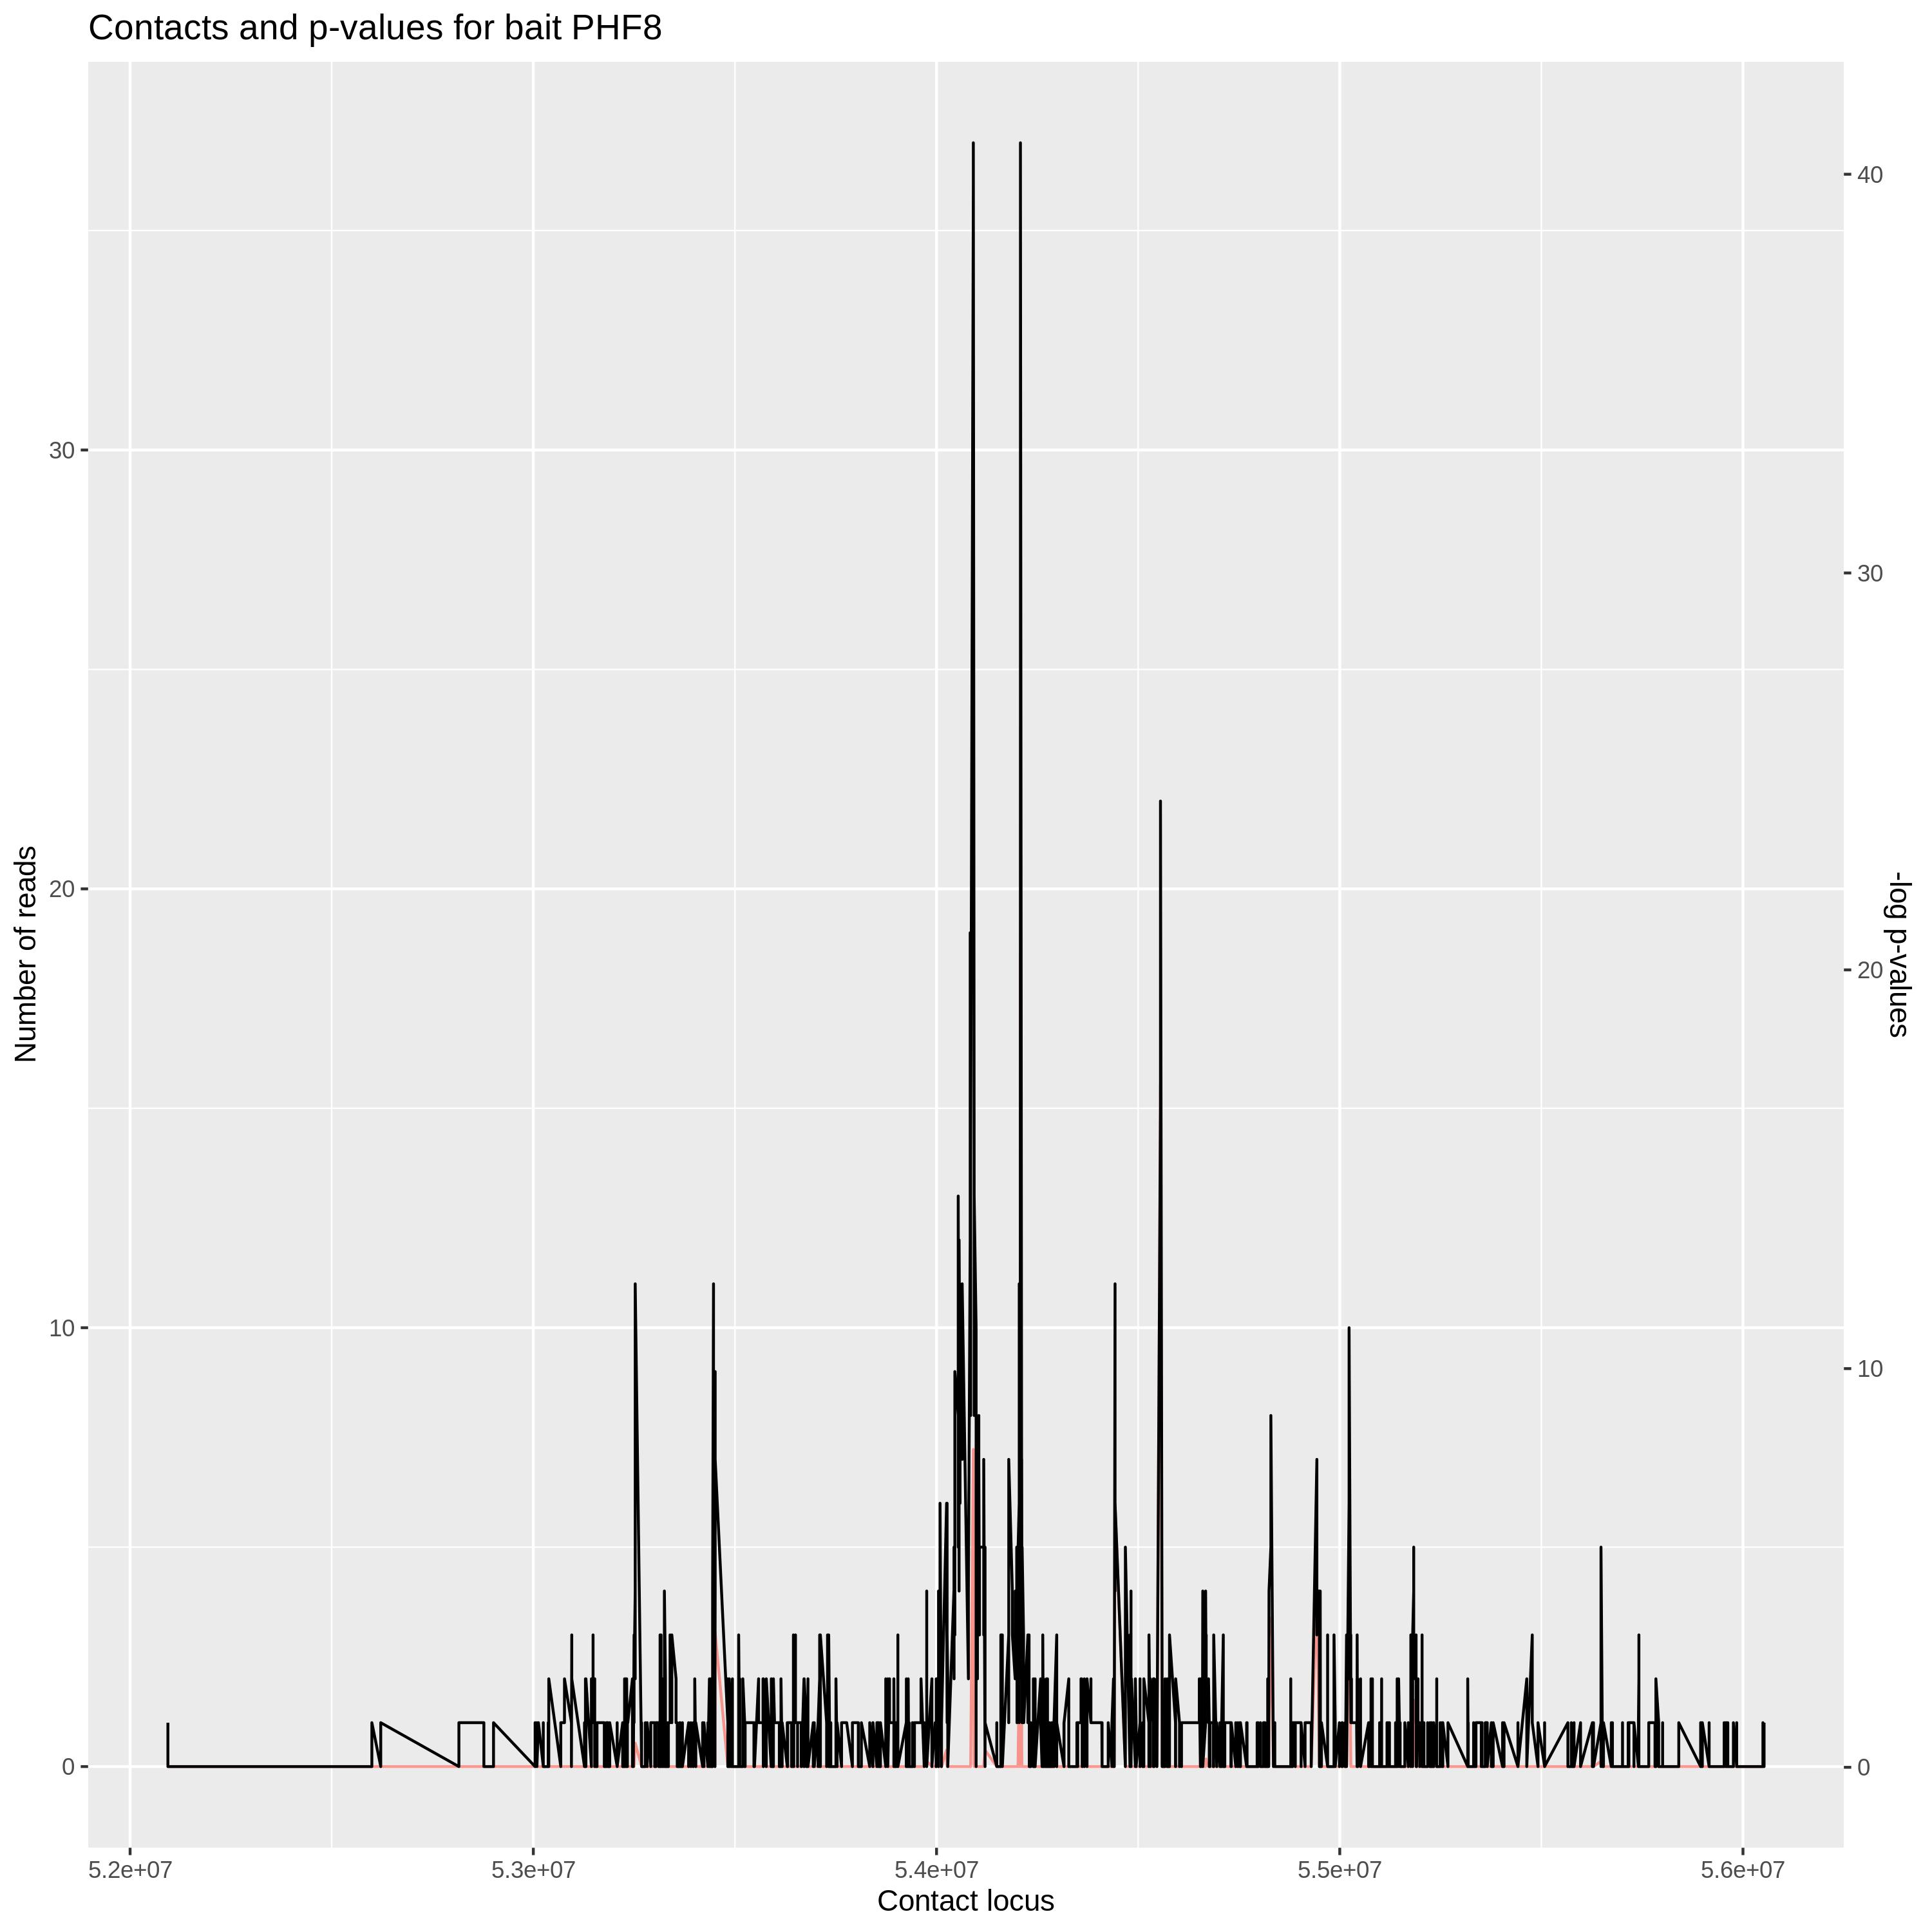 Contacts and p-values for bait PHF8
Number of reads
30
20
10
0
40
30
20
10
0
-log p-values
5.2e+07
5.3e+07
5.4e+07
5.5e+07
5.6e+07
Contact locus